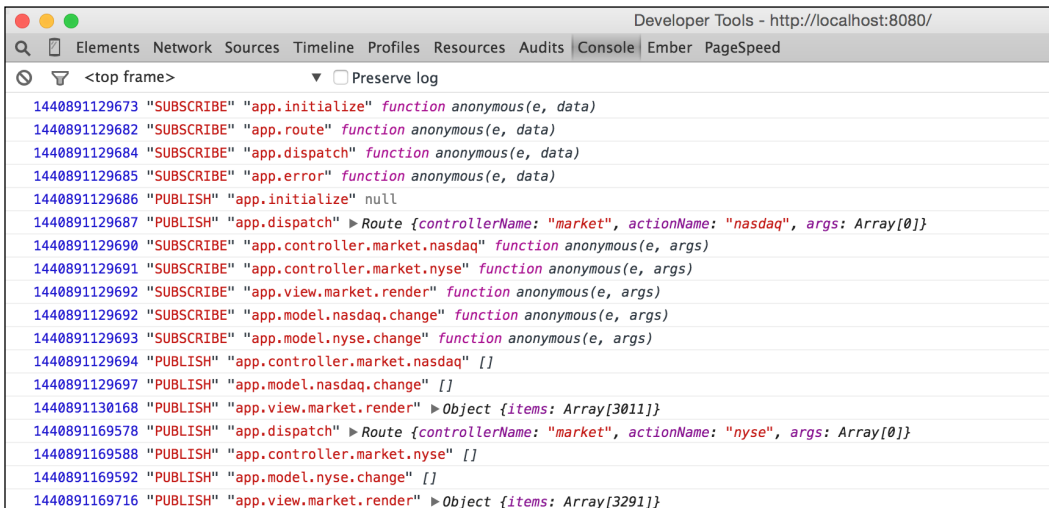 Developer Tools - http://localhost:8080/
Elements Network Sources Timeline Profiles Resources Audits Console Ember PageSpeed
<top frame> ▼ Preserve log
1440891129673 "SUBSCRIBE" "app.initialize" function anonymous(e, data)
1440891129682 "SUBSCRIBE" "app.route" function anonymous(e, data)
1440891129684 "SUBSCRIBE" "app.dispatch" function anonymous(e, data)
1440891129685 "SUBSCRIBE" "app.error" function anonymous(e, data)
1440891129686 "PUBLISH" "app.initialize" null
1440891129687 "PUBLISH" "app.dispatch" ▶Route {controllerName: "market", actionName: "nasdaq", args: Array[0]}
1440891129690 "SUBSCRIBE" "app.controller.market.nasdaq" function anonymous(e, args)
1440891129691 "SUBSCRIBE" "app.controller.market.nyse" function anonymous(e, args)
1440891129692 "SUBSCRIBE" "app.view.market.render" function anonymous(e, args)
1440891129692 "SUBSCRIBE" "app.model.nasdaq.change" function anonymous(e, args)
1440891129693 "SUBSCRIBE" "app.model.nyse.change" function anonymous(e, args)
1440891129694 "PUBLISH" "app.controller.market.nasdaq" []
1440891129697 "PUBLISH" "app.model.nasdaq.change" []
1440891130168 "PUBLISH" "app.view.market.render" ▶Object {items: Array[3011]}
1440891169578 "PUBLISH" "app.dispatch" ▶Route {controllerName: "market", actionName: "nyse", args: Array[0]}
1440891169588 "PUBLISH" "app.controller.market.nyse" []
1440891169592 "PUBLISH" "app.model.nyse.change" []
1440891169716 "PUBLISH" "app.view.market.render" ▶Object {items: Array[3291]}